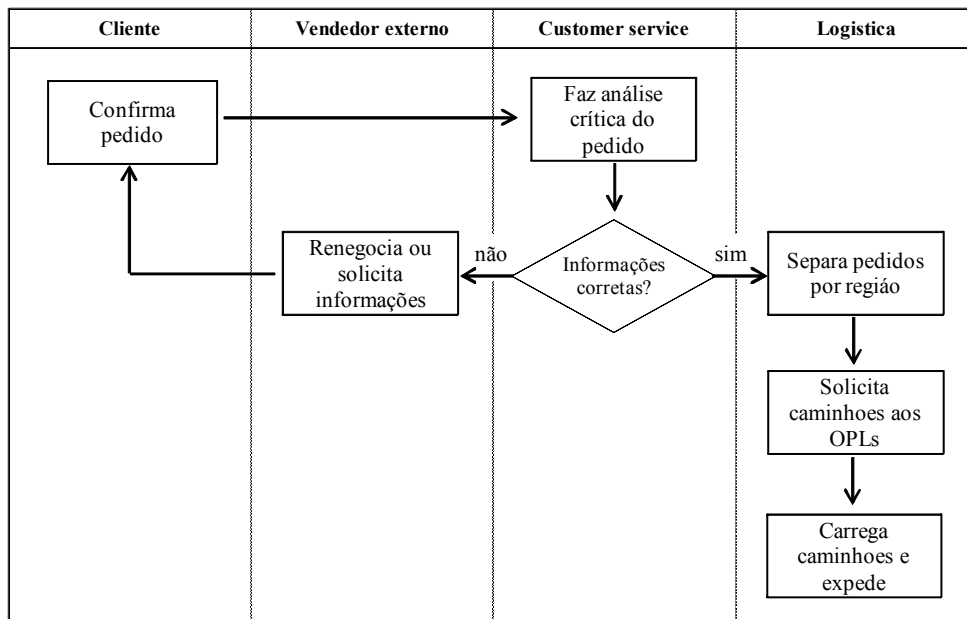 Cliente
Vendedor externo
Customer service
Logistica
Confirma
pedido
Faz análise
crítica do
pedido
Renegocia ou
solicita
informações
não
Informações
corretas?
sim
Separa pedidos
por regiáo
Solicita
caminhoes aos
OPLs
Carrega
caminhoes e
expede